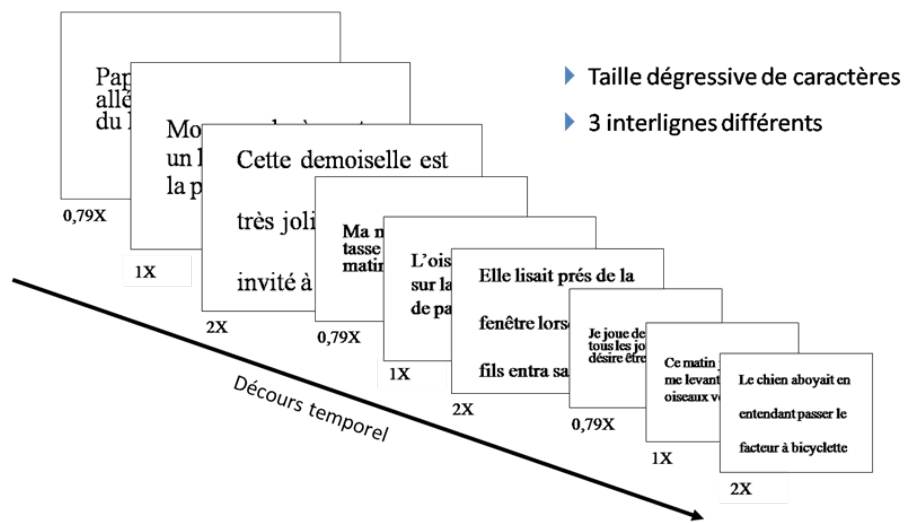 Taille dégressive de caractères
3 interlignes différents
Pap
allé
du l
0,79X
Mo
un l
la p
1X
Cette demoiselle est
très joli
invité à
2X
Ma n
tasse
matin
0,79X
L'ois
sur la
de pa
1X
Elle lisait prés de la
fenêtre lors
fils entra sa
2X
Je joue de
tous les jo
désire être
0,79X
Ce matin
me levant
oiseaux v
1X
Le chien aboyait en
entendant passer le
facteur à bicyclette
2X
Décours temporel